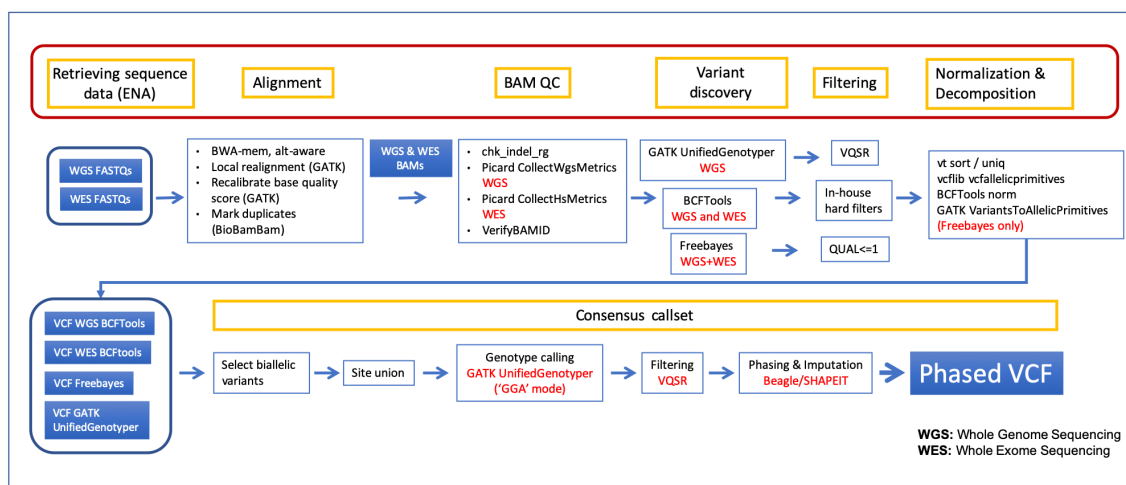 Retrieving sequence
data (ENA)
Alignment
BAM QC
Variant
discovery
Filtering
Normalization &
Decomposition
WGS FASTQs
WES FASTQs
• BWA-mem, alt-aware
• Local realignment (GATK)
• Recalibrate base quality
score (GATK)
• Mark duplicates
(BioBamBam)
WGS & WES
BAMs
• chk_indel_rg
• Picard CollectWgsMetrics
WGS
• Picard CollectHsMetrics
WES
• VerifyBAMID
GATK UnifiedGenotyper
WGS
BCFTools
WGS and WES
Freebayes
WGS+WES
VQSR
In-house
hard filters
QUAL<=1
vt sort / uniq
vcflib vcfallelicprimitives
BCFTools norm
GATK VariantsToAllelicPrimitives
(Freebayes only)
VCF WGS BCFTools
VCF WES BCFtools
VCF Freebayes
VCF GATK
UnifiedGenotyper
Consensus callset
Select biallelic
variants
Site union
Genotype calling
GATK UnifiedGenotyper
('GGA' mode)
Filtering
VQSR
Phasing & Imputation
Beagle/SHAPEIT
Phased VCF
WGS: Whole Genome Sequencing
WES: Whole Exome Sequencing